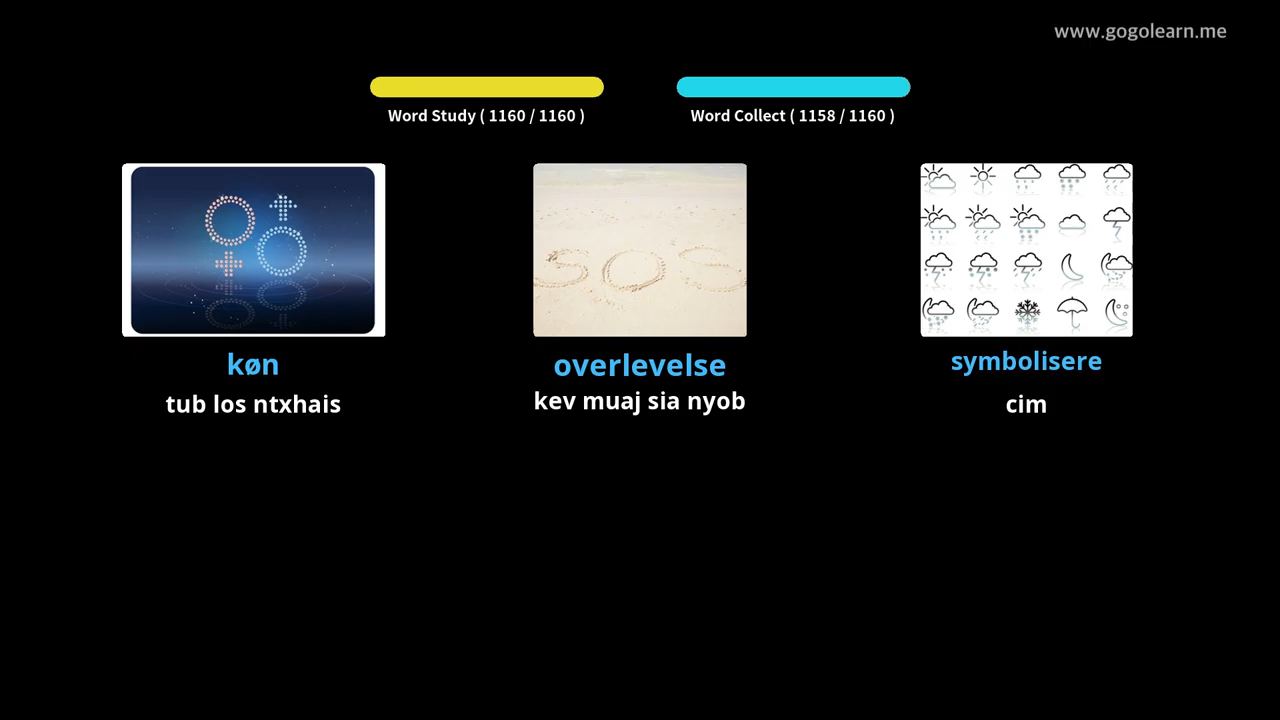 www.gogolearn.me
Word Study ( 1160 / 1160 )
Word Collect ( 1158 / 1160 )
SOS
køn
overlevelse
symbolisere
tub los ntxhais
kev muaj sia nyob
cim